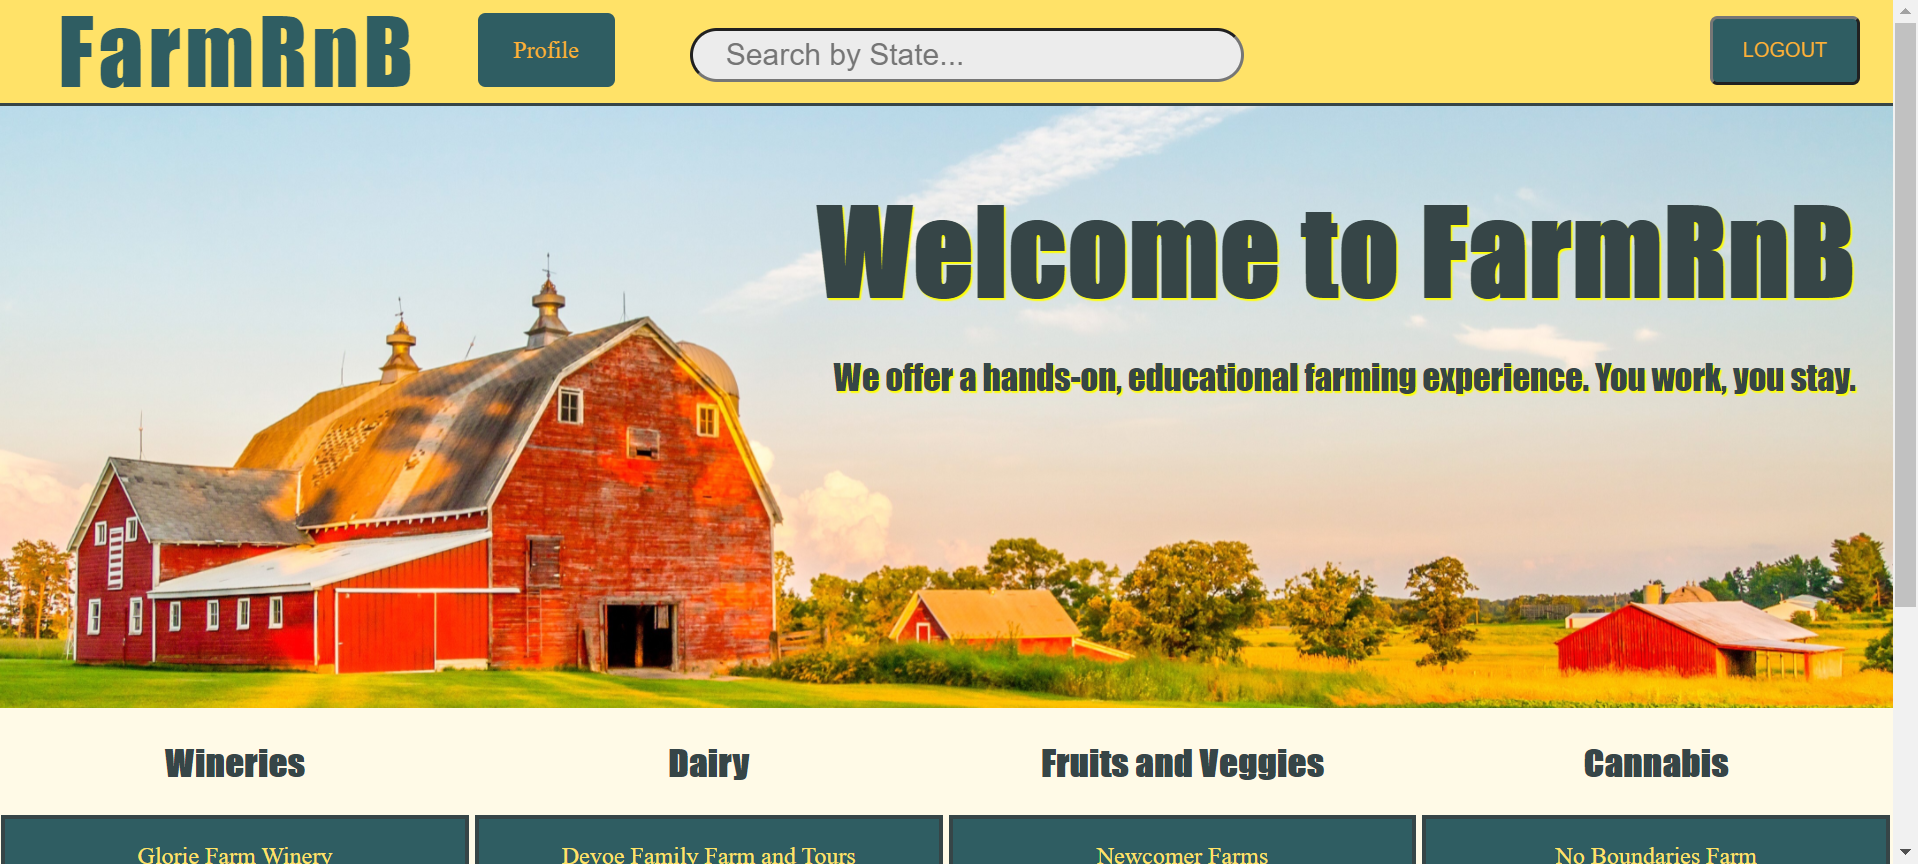 FarmRnB
Profile
Search by State...
LOGOUT
Welcome to FarmRnB
We offer a hands-on, educational farming experience. You work, you stay.
Wineries
Dairy
Fruits and Veggies
Cannabis
Glorie Farm Winery
Devoe Family Farm and Tours
Newcomer Farms
No Boundaries Farm